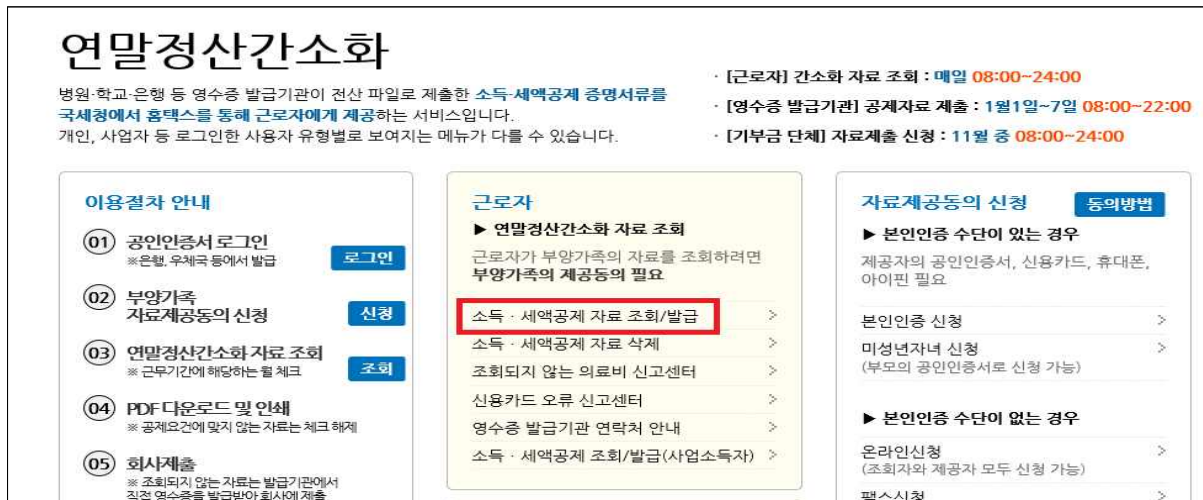 연말정산간소화
병원·학교·은행 등 영수증 발급기관이 전산 파일로 제출한 소득·세액공제 증명서류를
국세청에서 홈택스를 통해 근로자에게 제공하는 서비스입니다.
개인, 사업자 등 로그인한 사용자 유형별로 보여지는 메뉴가 다를 수 있습니다.
· [근로자] 간소화 자료 조회 : 매일 08:00~24:00
· [영수증 발급기관] 공제자료 제출 : 1월1일~7일 08:00~22:00
· [기부금 단체] 자료제출 신청 : 11월 중 08:00~24:00
이용절차 안내
01 공인인증서 로그인
※은행, 우체국 등에서 발급
로그인
02 부양가족
자료제공동의 신청
신청
03 연말정산간소화 자료 조회
※ 근무기간에 해당하는 월 체크
조회
04 PDF 다운로드 및 인쇄
※ 공제요건에 맞지 않는 자료는 체크 해제
05 회사제출
※ 조회되지 않는 자료는 발급기관에서
직접 영수증을 발급받아 회사에 제출
근로자
▶ 연말정산간소화 자료 조회
근로자가 부양가족의 자료를 조회하려면
부양가족의 제공동의 필요
소득 · 세액공제 자료 조회/발급 >
소득 · 세액공제 자료 삭제 >
조회되지 않는 의료비 신고센터 >
신용카드 오류 신고센터 >
영수증 발급기관 연락처 안내 >
소득 · 세액공제 조회/발급(사업소득자) >
자료제공동의 신청
동의방법
▶ 본인인증 수단이 있는 경우
제공자의 공인인증서, 신용카드, 휴대폰,
아이핀 필요
본인인증 신청 >
미성년자녀 신청 >
(부모의 공인인증서로 신청 가능)
▶ 본인인증 수단이 없는 경우
온라인신청 >
(조회자와 제공자 모두 신청 가능)
팩스신청 >